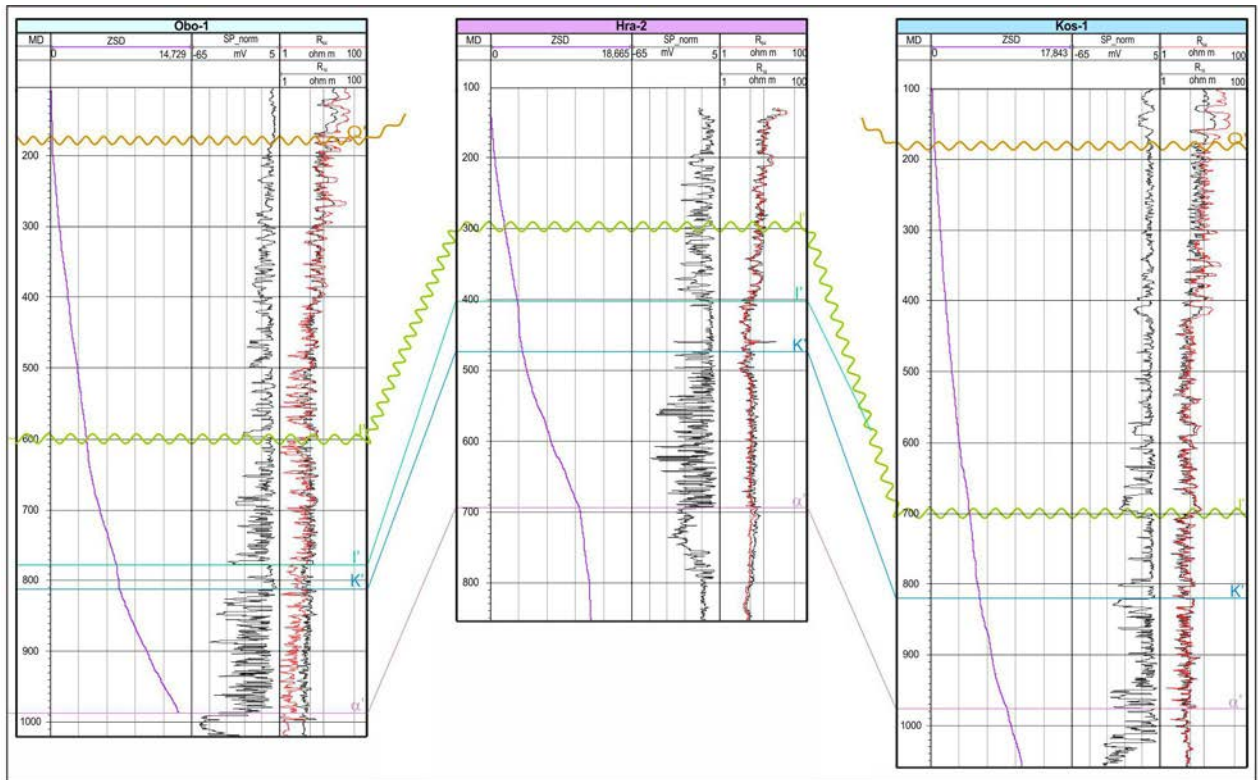 Obo-1
MD ZSD SP_norm
0 14,729 -65 mV 5 1 ohm m 100
1 ohm m 100
200
300
400
500
600
700
800
900
1000
I'
K'
α'
Hra-2
MD ZSD SP_norm
0 18,665 -65 mV 5 1 ohm m 100
1 ohm m 100
100
200
300
400
500
600
700
800
I'
K'
α'
Kos-1
MD ZSD SP_norm
0 17,843 -65 mV 5 1 ohm m 100
1 ohm m 100
100
200
300
400
500
600
700
800
900
1000
K'
α'